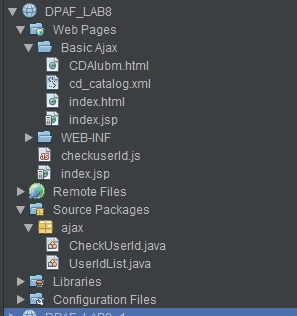 DPAF_LAB8
Web Pages
Basic Ajax
CDAlubm.html
cd_catalog.xml
index.html
index.jsp
WEB-INF
checkuserId.js
index.jsp
Remote Files
Source Packages
ajax
CheckUserId.java
UserIdList.java
Libraries
Configuration Files